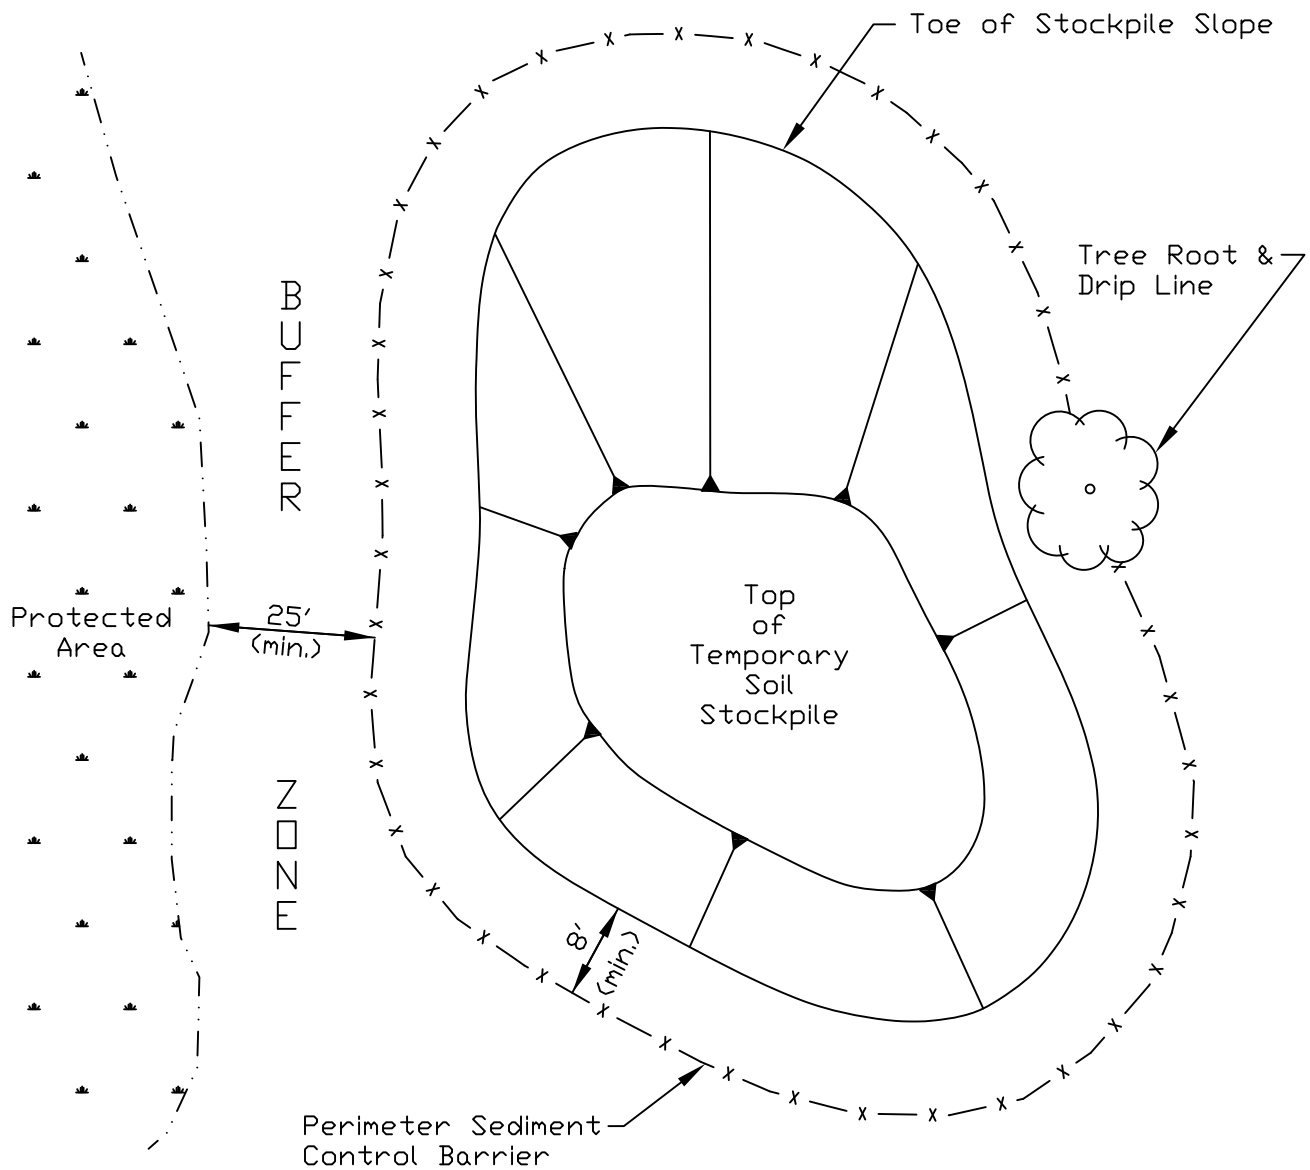 Toe of Stockpile Slope
Tree Root &
Drip Line
BUFFER
Protected
Area
25'
(min.)
Top
of
Temporary
Soil
Stockpile
ZONE
8'
(min.)
Perimeter Sediment
Control Barrier